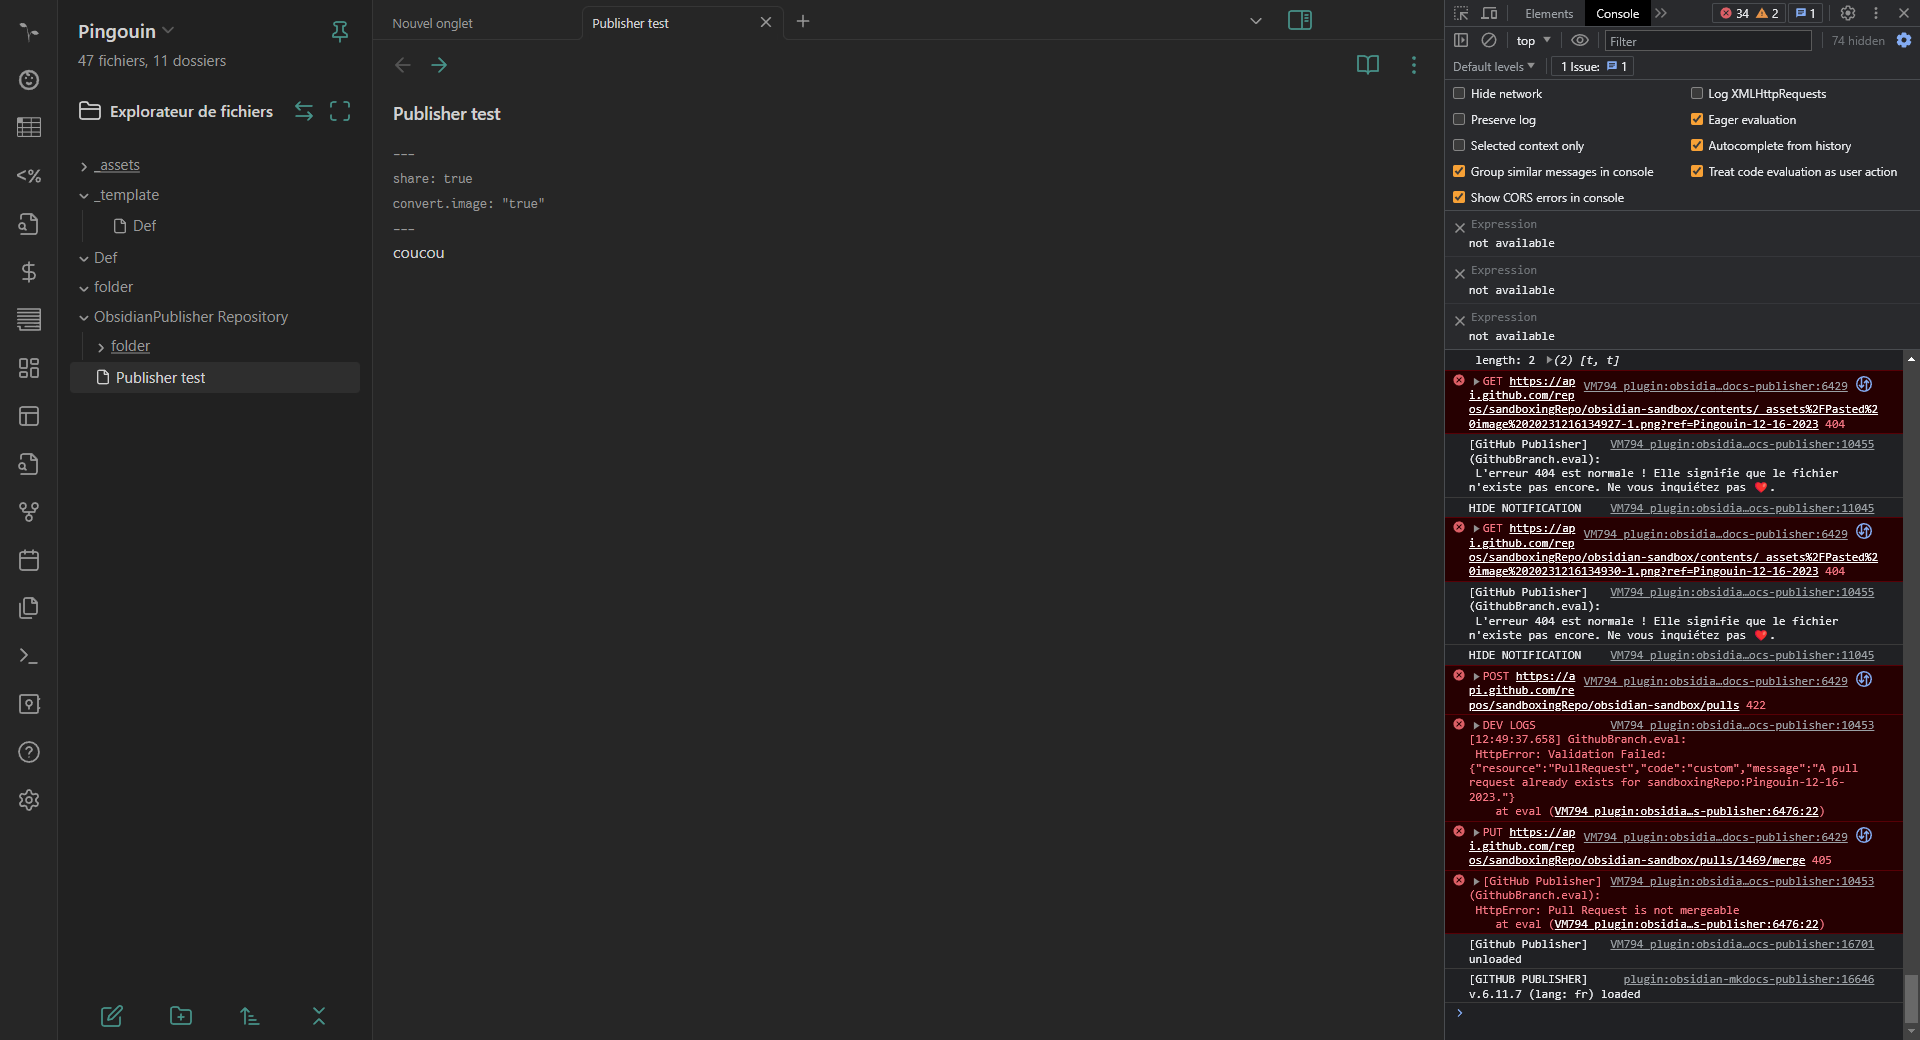 Pingouin
47 fichiers, 11 dossiers
Explorateur de fichiers
_assets
_template
Def
Def
folder
ObsidianPublisher Repository
folder
Publisher test
Nouvel onglet
Publisher test
Publisher test
---
share: true
convert.image: "true"
---
coucou
Elements
Console
34
2
1
top
Filter
74 hidden
Default levels
1 Issue:
1
Hide network
Log XMLHttpRequests
Preserve log
Eager evaluation
Selected context only
Autocomplete from history
Group similar messages in console
Treat code evaluation as user action
Show CORS errors in console
Expression
not available
Expression
not available
Expression
not available
length: 2 ▶(2) [t, t]
▶GET https://ap VM794 plugin:obsidia…docs-publisher:6429
i.github.com/rep
os/sandboxingRepo/obsidian-sandbox/contents/_assets%2FPasted%2
0image%2020231216134927-1.png?ref=Pingouin-12-16-2023 404
[GitHub Publisher] VM794 plugin:obsidia…ocs-publisher:10455
(GithubBranch.eval):
L'erreur 404 est normale ! Elle signifie que le fichier
n'existe pas encore. Ne vous inquiétez pas ❤️.
HIDE NOTIFICATION VM794 plugin:obsidia…ocs-publisher:11045
▶GET https://ap VM794 plugin:obsidia…docs-publisher:6429
i.github.com/rep
os/sandboxingRepo/obsidian-sandbox/contents/_assets%2FPasted%2
0image%2020231216134930-1.png?ref=Pingouin-12-16-2023 404
[GitHub Publisher] VM794 plugin:obsidia…ocs-publisher:10455
(GithubBranch.eval):
L'erreur 404 est normale ! Elle signifie que le fichier
n'existe pas encore. Ne vous inquiétez pas ❤️.
HIDE NOTIFICATION VM794 plugin:obsidia…ocs-publisher:11045
▶POST https://a VM794 plugin:obsidia…docs-publisher:6429
pi.github.com/re
pos/sandboxingRepo/obsidian-sandbox/pulls 422
▶DEV LOGS VM794 plugin:obsidia…ocs-publisher:10453
[12:49:37.658] GithubBranch.eval:
HttpError: Validation Failed:
{"resource":"PullRequest","code":"custom","message":"A pull
request already exists for sandboxingRepo:Pingouin-12-16-
2023."}
at eval (VM794 plugin:obsidia…s-publisher:6476:22)
▶PUT https://ap VM794 plugin:obsidia…docs-publisher:6429
i.github.com/rep
os/sandboxingRepo/obsidian-sandbox/pulls/1469/merge 405
▶[GitHub Publisher] VM794 plugin:obsidia…ocs-publisher:10453
(GithubBranch.eval):
HttpError: Pull Request is not mergeable
at eval (VM794 plugin:obsidia…s-publisher:6476:22)
[Github Publisher] VM794 plugin:obsidia…ocs-publisher:16701
unloaded
[GITHUB PUBLISHER] plugin:obsidian-mkdocs-publisher:16646
v.6.11.7 (lang: fr) loaded